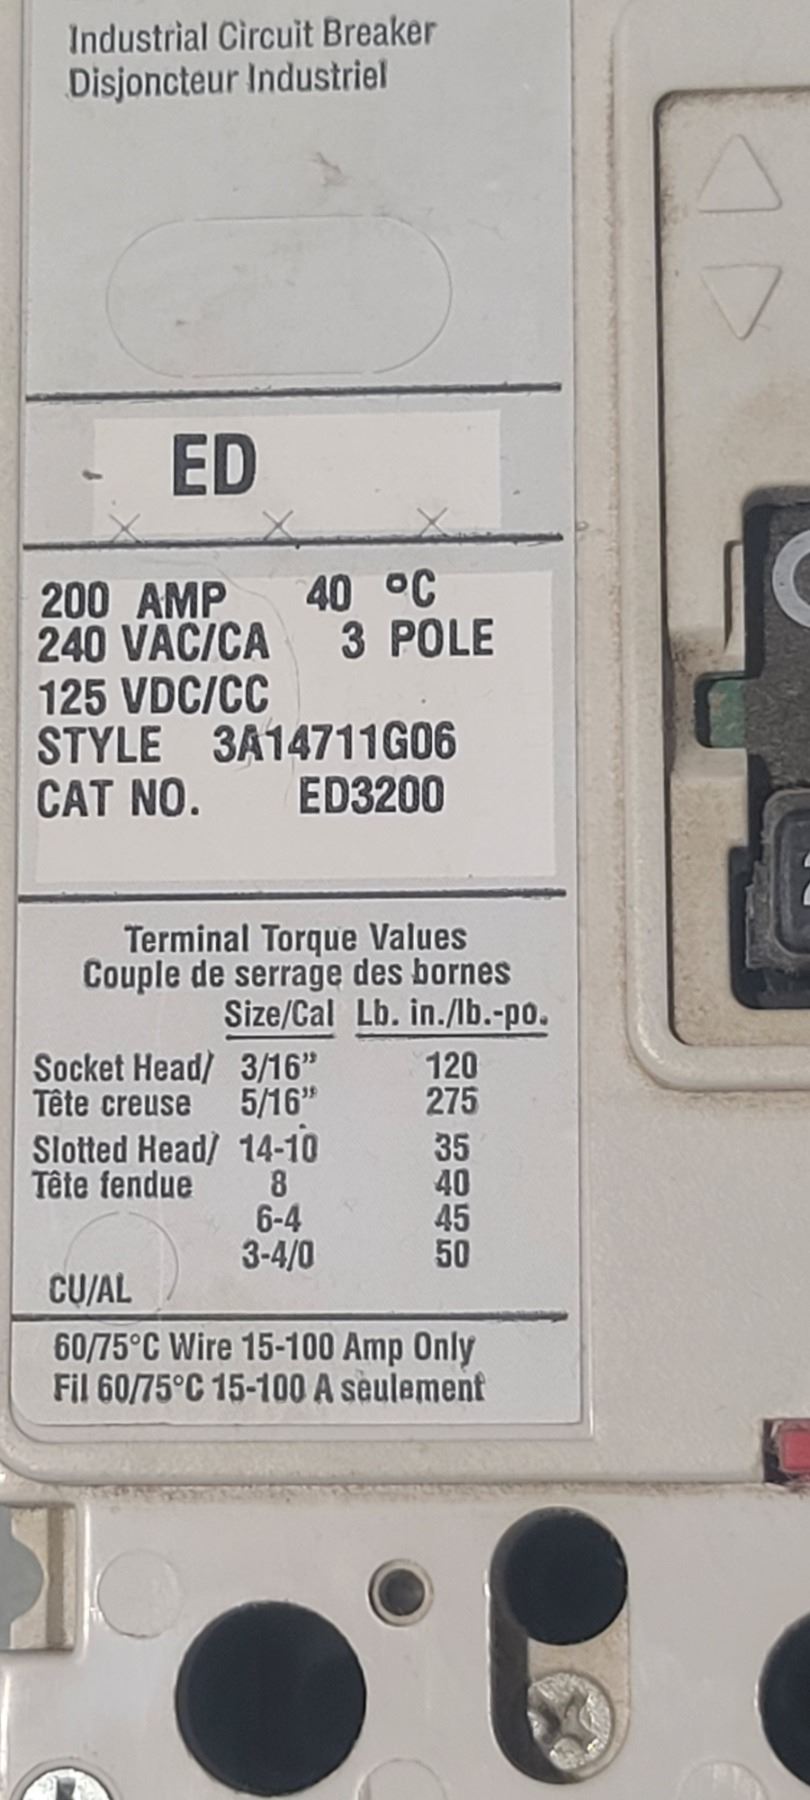 Industrial Circuit Breaker
Disjoncteur Industriel
ED
200 AMP 40 °C
240 VAC/CA 3 POLE
125 VDC/CC
STYLE 3A14711G06
CAT NO. ED3200
Terminal Torque Values
Couple de serrage des bornes
Size/Cal Lb. in./lb.-po.
Socket Head/ 3/16" 120
Tête creuse 5/16" 275
Slotted Head/ 14-10 35
Tête fendue 8 40
6-4 45
3-4/0 50
CU/AL
60/75°C Wire 15-100 Amp Only
Fil 60/75°C 15-100 A seulement